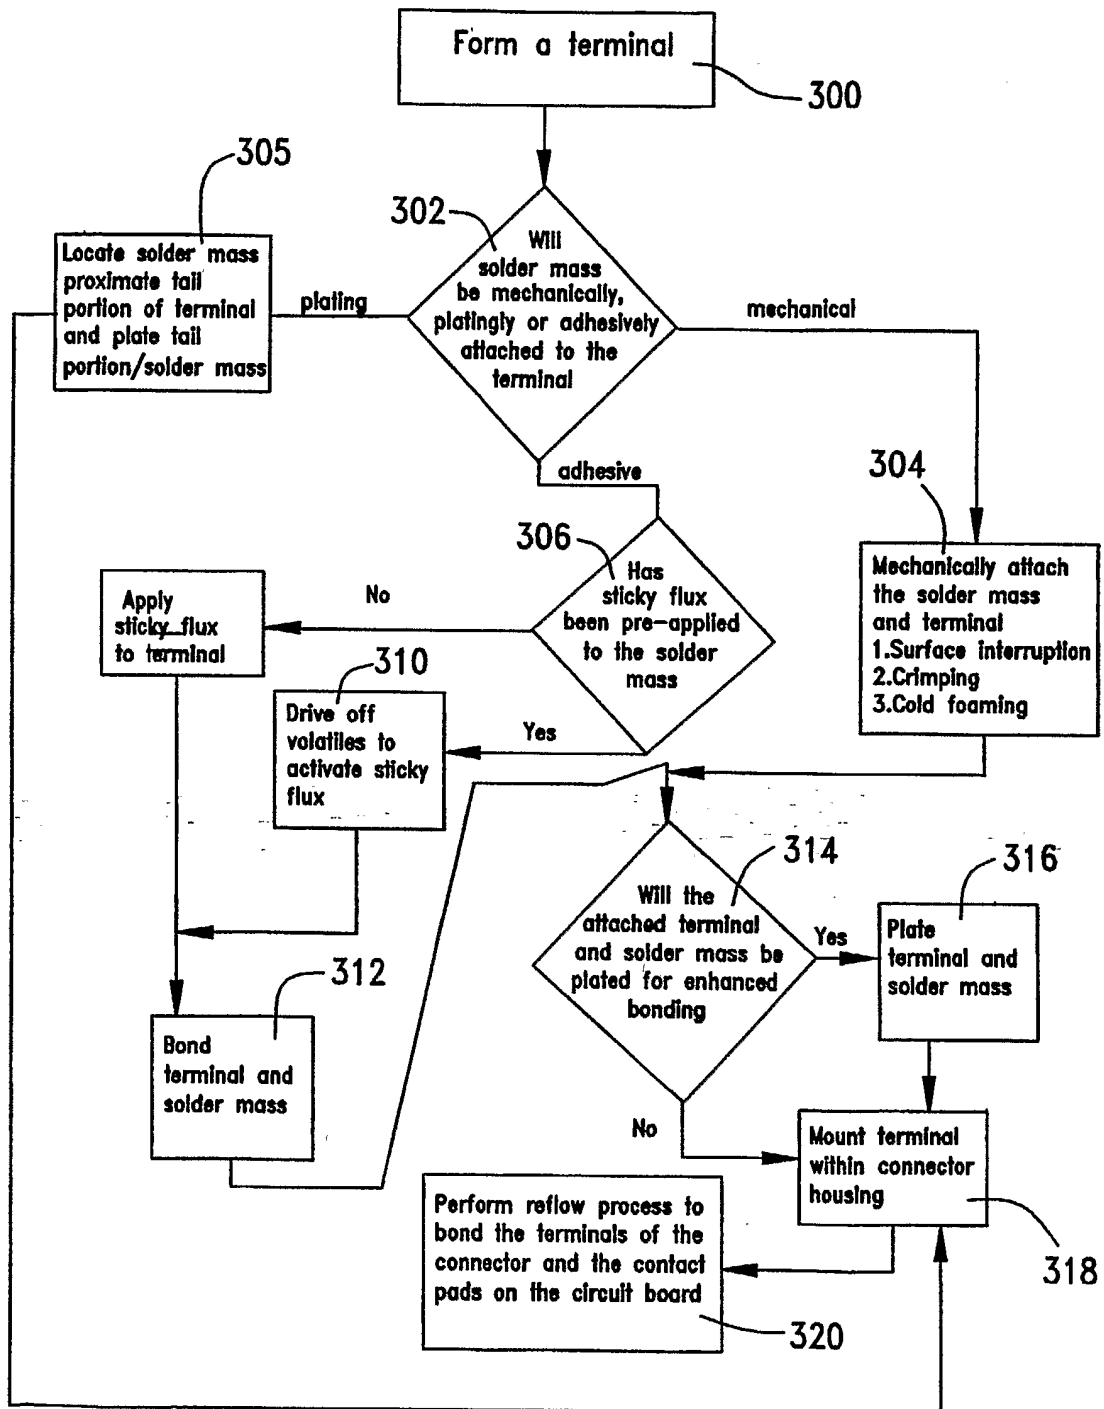 Form a terminal
300
305
302
Locate solder mass
proximate tail
portion of terminal
and plate tail
portion/solder mass
plating
Will
solder mass
be mechanically,
platingly or adhesively
attached to the
terminal
mechanical
adhesive
304
306
Has
sticky flux
been pre-applied
to the solder
mass
Mechanically attach
the solder mass
and terminal
1.Surface interruption
2.Crimping
3.Cold foaming
No
Apply
sticky flux
to terminal
310
Drive off
volatiles to
activate sticky
flux
Yes
314
316
Will the
attached terminal
and solder mass be
plated for enhanced
bonding
Yes
Plate
terminal and
solder mass
312
Bond
terminal and
solder mass
No
Mount terminal
within connector
housing
318
Perform reflow process to
bond the terminals of the
connector and the contact
pads on the circuit board
320